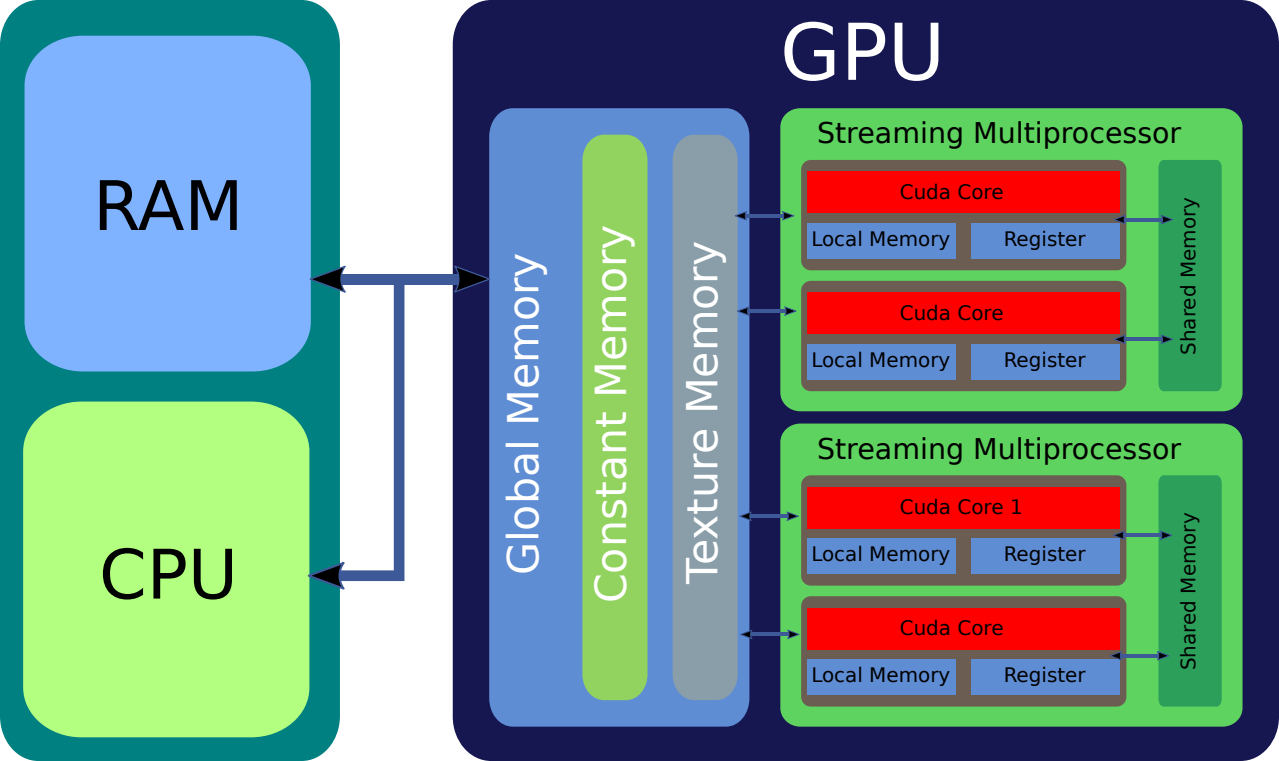 RAM
CPU
GPU
Global Memory
Constant Memory
Texture Memory
Streaming Multiprocessor
Cuda Core
Local Memory
Register
Cuda Core
Local Memory
Register
Shared Memory
Streaming Multiprocessor
Cuda Core 1
Local Memory
Register
Cuda Core
Local Memory
Register
Shared Memory